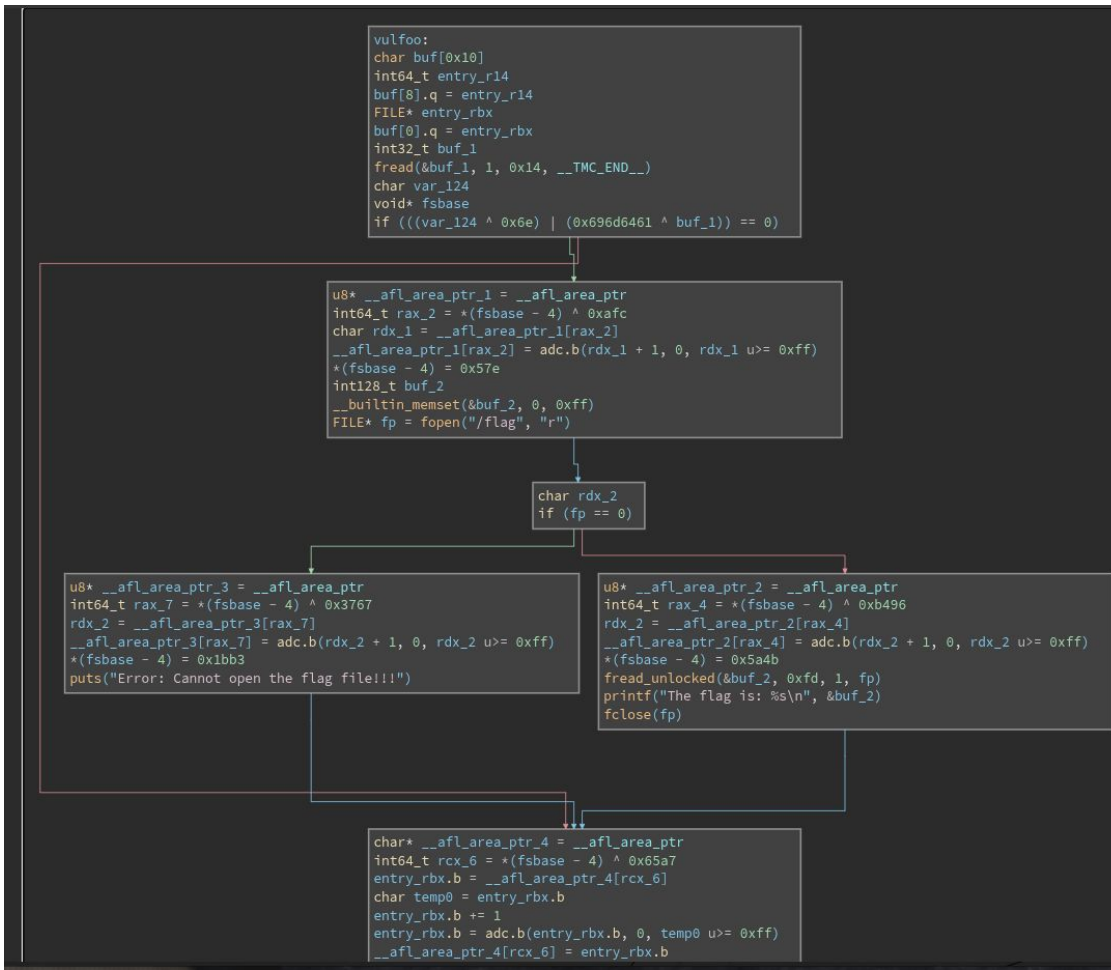 vulfoo:
char buf[0x10]
int64_t entry_r14
buf[8].q = entry_r14
FILE* entry_rbx
buf[0].q = entry_rbx
int32_t buf_1
fread(&buf_1, 1, 0x14, __TMC_END__)
char var_124
void* fsbase
if (((var_124 ^ 0x6e) | (0x696d6461 ^ buf_1)) == 0)
u8* __afl_area_ptr_1 = __afl_area_ptr
int64_t rax_2 = *(fsbase - 4) ^ 0xafc
char rdx_1 = __afl_area_ptr_1[rax_2]
__afl_area_ptr_1[rax_2] = adc.b(rdx_1 + 1, 0, rdx_1 u>= 0xff)
*(fsbase - 4) = 0x57e
int128_t buf_2
__builtin_memset(&buf_2, 0, 0xff)
FILE* fp = fopen("/flag", "r")
char rdx_2
if (fp == 0)
u8* __afl_area_ptr_3 = __afl_area_ptr
int64_t rax_7 = *(fsbase - 4) ^ 0x3767
rdx_2 = __afl_area_ptr_3[rax_7]
__afl_area_ptr_3[rax_7] = adc.b(rdx_2 + 1, 0, rdx_2 u>= 0xff)
*(fsbase - 4) = 0x1bb3
puts("Error: Cannot open the flag file!!!")
u8* __afl_area_ptr_2 = __afl_area_ptr
int64_t rax_4 = *(fsbase - 4) ^ 0xb496
rdx_2 = __afl_area_ptr_2[rax_4]
__afl_area_ptr_2[rax_4] = adc.b(rdx_2 + 1, 0, rdx_2 u>= 0xff)
*(fsbase - 4) = 0x5a4b
fread_unlocked(&buf_2, 0xfd, 1, fp)
printf("The flag is: %s\n", &buf_2)
fclose(fp)
char* __afl_area_ptr_4 = __afl_area_ptr
int64_t rcx_6 = *(fsbase - 4) ^ 0x65a7
entry_rbx.b = __afl_area_ptr_4[rcx_6]
char temp0 = entry_rbx.b
entry_rbx.b += 1
entry_rbx.b = adc.b(entry_rbx.b, 0, temp0 u>= 0xff)
__afl_area_ptr_4[rcx_6] = entry_rbx.b